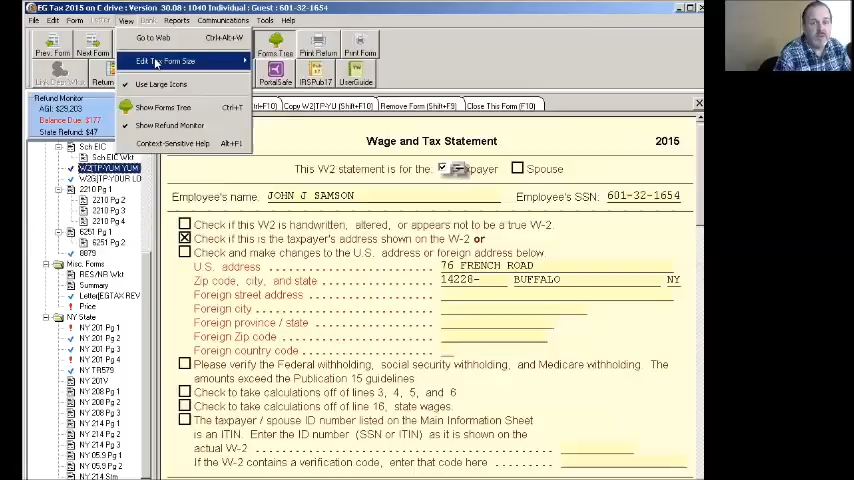 EG Tax 2015 on C drive - Version 30.08 : 1040 Individual : Guest : 601-32-1654
File Edit Form Letter View Bank Reports Communications Tools Help
Prev. Form Next Form Forms Tree Print Return Print Form
Link Return PortalSafe IRSPub17 UserGuide
Go to Web Ctrl+Alt+W
Edit Tax Form Size
Use Large Icons
Show Forms Tree Ctrl+T
Show Refund Monitor
Context-Sensitive Help Alt+F1
Refund Monitor
AGI: $29,203
Balance Due: $177
State Refund: $47
Ctrl+F10) Copy W2[TP-YU (Shift+F10) Remove Form (Shift+F9) Close This Form (F10)
Sch EIC
Sch EIC Wkt
W2[TP-YUM YUM
W2G[TP-YOUR LO
2210 Pg 1
2210 Pg 2
2210 Pg 3
2210 Pg 4
6251 Pg 1
6251 Pg 2
8879
Misc. Forms
RES/NR Wkt
Summary
Letter[EGTAX REV
Price
NY State
NY 201 Pg 1
NY 201 Pg 2
NY 201 Pg 3
NY 201 Pg 4
NY TR579
NY 201V
NY 208 Pg 1
NY 208 Pg 2
NY 208 Pg 3
NY 214 Pg 1
NY 214 Pg 2
NY 214 Pg 3
NY 05.9 Pg 1
NY 05.9 Pg 2
NY 214 Stm
Wage and Tax Statement 2015
This W2 statement is for the: Taxpayer Spouse
Employee's name: JOHN J SAMSON Employee's SSN: 601-32-1654
Check if this W2 is handwritten, altered, or appears not to be a true W-2.
Check if this is the taxpayer's address shown on the W-2 or
Check and make changes to the U.S. address or foreign address below.
U.S. address 76 FRENCH ROAD
Zip code, city, and state 14228- BUFFALO NY
Foreign street address
Foreign city
Foreign province / state
Foreign Zip code
Foreign country code
Please verify the Federal withholding, social security withholding, and Medicare withholding. The
amounts exceed the Publication 15 guidelines
Check to take calculations off of lines 3, 4, 5, and 6
Check to take calculations off of line 16, state wages.
The taxpayer / spouse ID number listed on the Main Information Sheet
is an ITIN. Enter the ID number (SSN or ITIN) as it is shown on the
actual W-2
If the W-2 contains a verification code, enter that code here